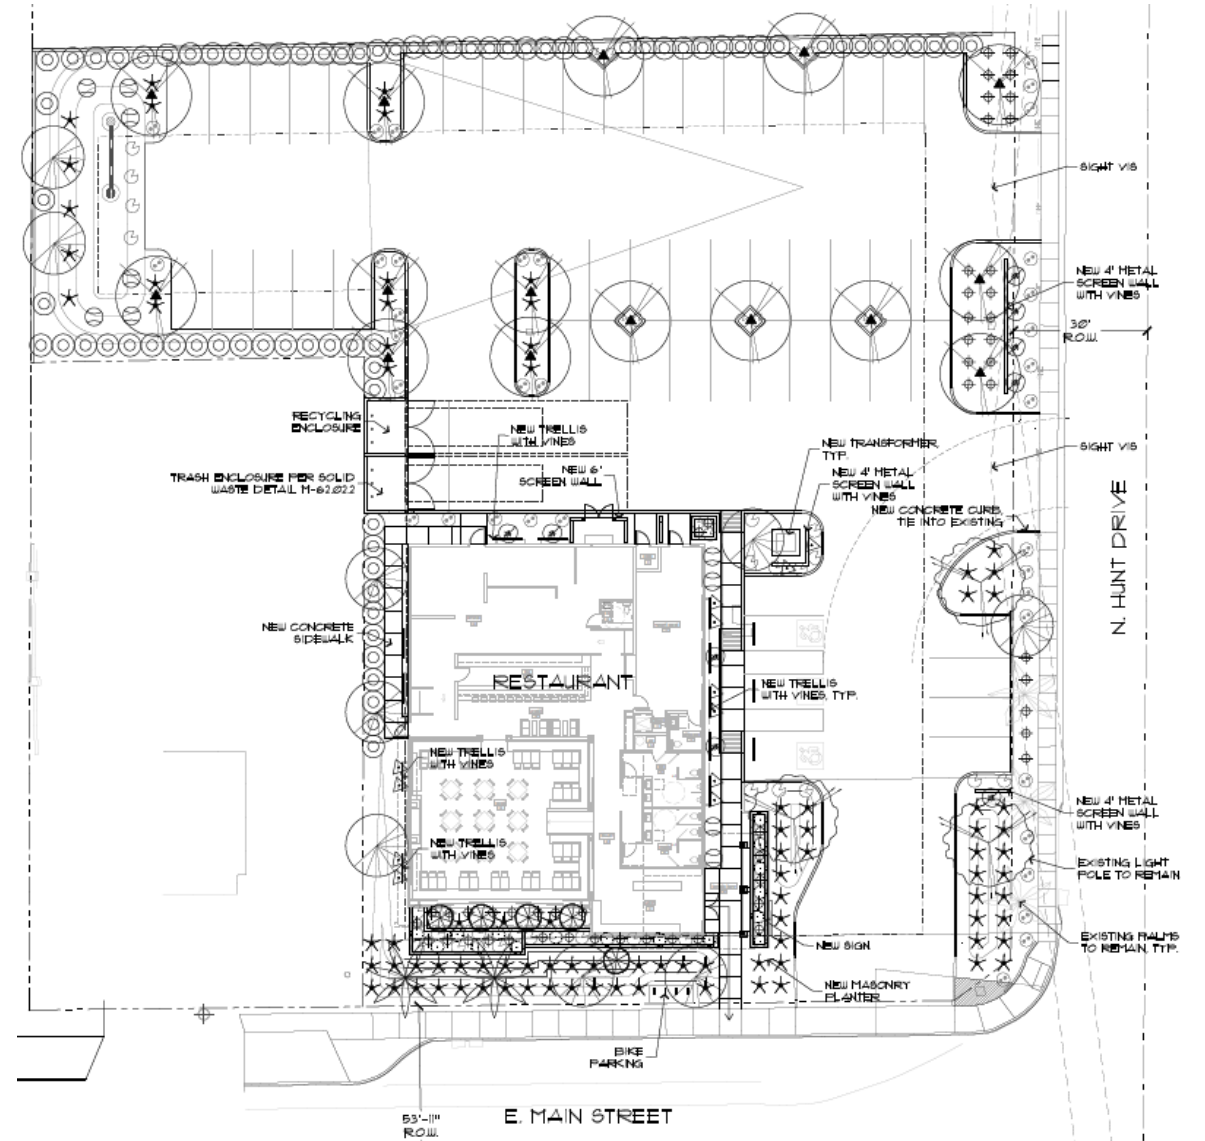 SIGHT VIS
NEW 4' METAL
SCREEN WALL
WITH VINES
30'
R.O.W.
RECYCLING
ENCLOSURE
NEW TRELLIS
WITH VINES
NEW TRANSFORMER,
TYP.
SIGHT VIS
TRASH ENCLOSURE PER SOLID
WASTE DETAIL M-62.02.2
NEW 6'
SCREEN WALL
NEW 4' METAL
SCREEN WALL
WITH VINES
NEW CONCRETE CURB,
TIE INTO EXISTING
N. HUNT DRIVE
NEW CONCRETE
SIDEWALK
RESTAURANT
NEW TRELLIS
WITH VINES, TYP.
NEW TRELLIS
WITH VINES
NEW 4' METAL
SCREEN WALL
WITH VINES
NEW TRELLIS
WITH VINES
EXISTING LIGHT
POLE TO REMAIN
NEW SIGN
EXISTING PALMS
TO REMAIN, TYP.
NEW MASONRY
PLANTER
BIKE
PARKING
53'-11"
R.O.W.
E. MAIN STREET